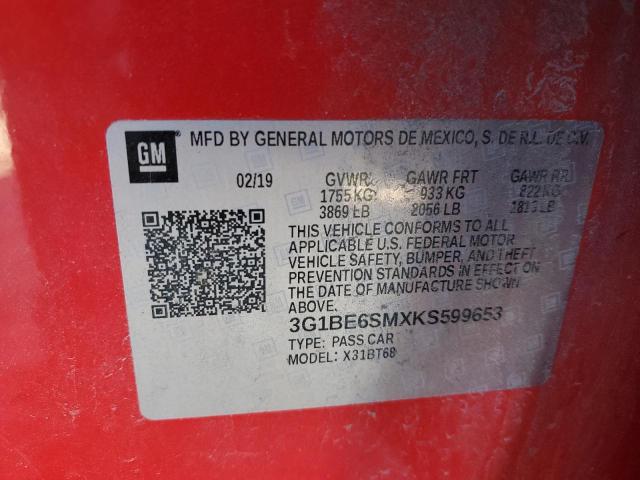 GM
MFD BY GENERAL MOTORS DE MEXICO, S. DE R.L. DE C.V.
02/19 GVWR GAWR FRT GAWR RR
1755 KG 933 KG 822 KG
3869 LB 2056 LB LB
THIS VEHICLE CONFORMS TO ALL
APPLICABLE U.S. FEDERAL MOTOR
VEHICLE SAFETY, BUMPER, AND THEFT
PREVENTION STANDARDS IN EFFECT ON
THE DATE OF MANUFACTURE SHOWN
ABOVE.
3G1BE6SMXKS599653
TYPE: PASS CAR
MODEL: X31BT68